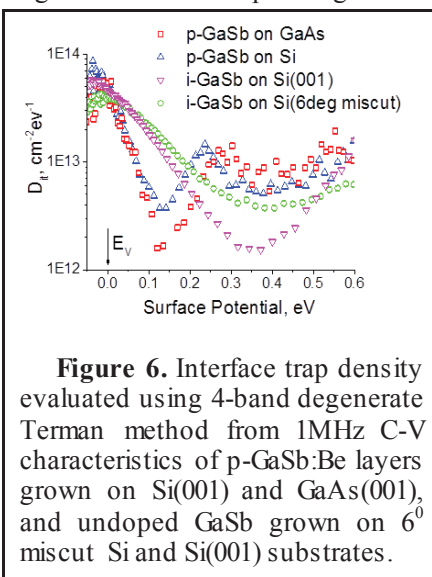 p-GaSb on GaAs
p-GaSb on Si
i-GaSb on Si(001)
i-GaSb on Si(6deg miscut)
1E14
1E13
1E12
D_it, cm⁻²ev⁻¹
E_V
0.0 0.1 0.2 0.3 0.4 0.5 0.6
Surface Potential, eV
Figure 6. Interface trap density
evaluated using 4-band degenerate
Terman method from 1MHz C-V
characteristics of p-GaSb:Be layers
grown on Si(001) and GaAs(001),
and undoped GaSb grown on 6⁰
miscut Si and Si(001) substrates.